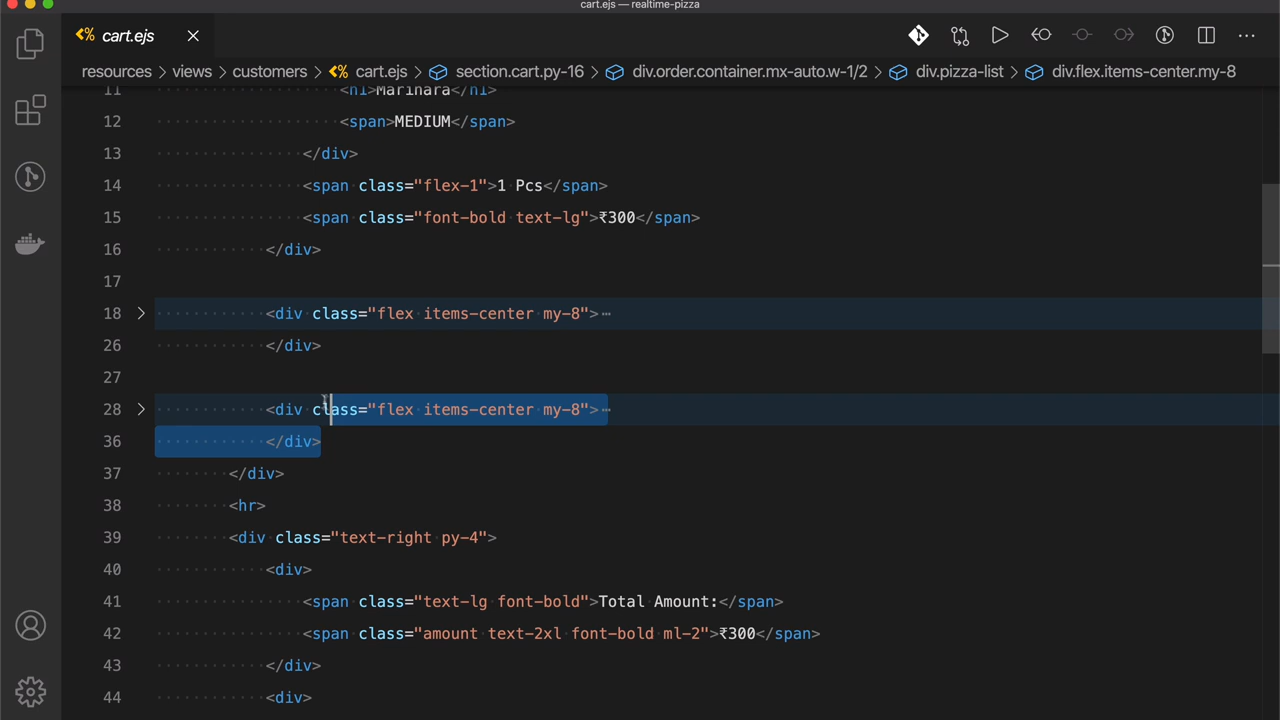 cart.ejs — realtime-pizza
cart.ejs
resources > views > customers > cart.ejs > section.cart.py-16 > div.order.container.mx-auto.w-1/2 > div.pizza-list > div.flex.items-center.my-8
11 <h1>Marinara</h1>
12 <span>MEDIUM</span>
13 </div>
14 <span class="flex-1">1 Pcs</span>
15 <span class="font-bold text-lg">₹300</span>
16 </div>
17
18 <div class="flex items-center my-8">⋯
26 </div>
27
28 <div class="flex items-center my-8">⋯
36 </div>
37 </div>
38 <hr>
39 <div class="text-right py-4">
40 <div>
41 <span class="text-lg font-bold">Total Amount:</span>
42 <span class="amount text-2xl font-bold ml-2">₹300</span>
43 </div>
44 <div>